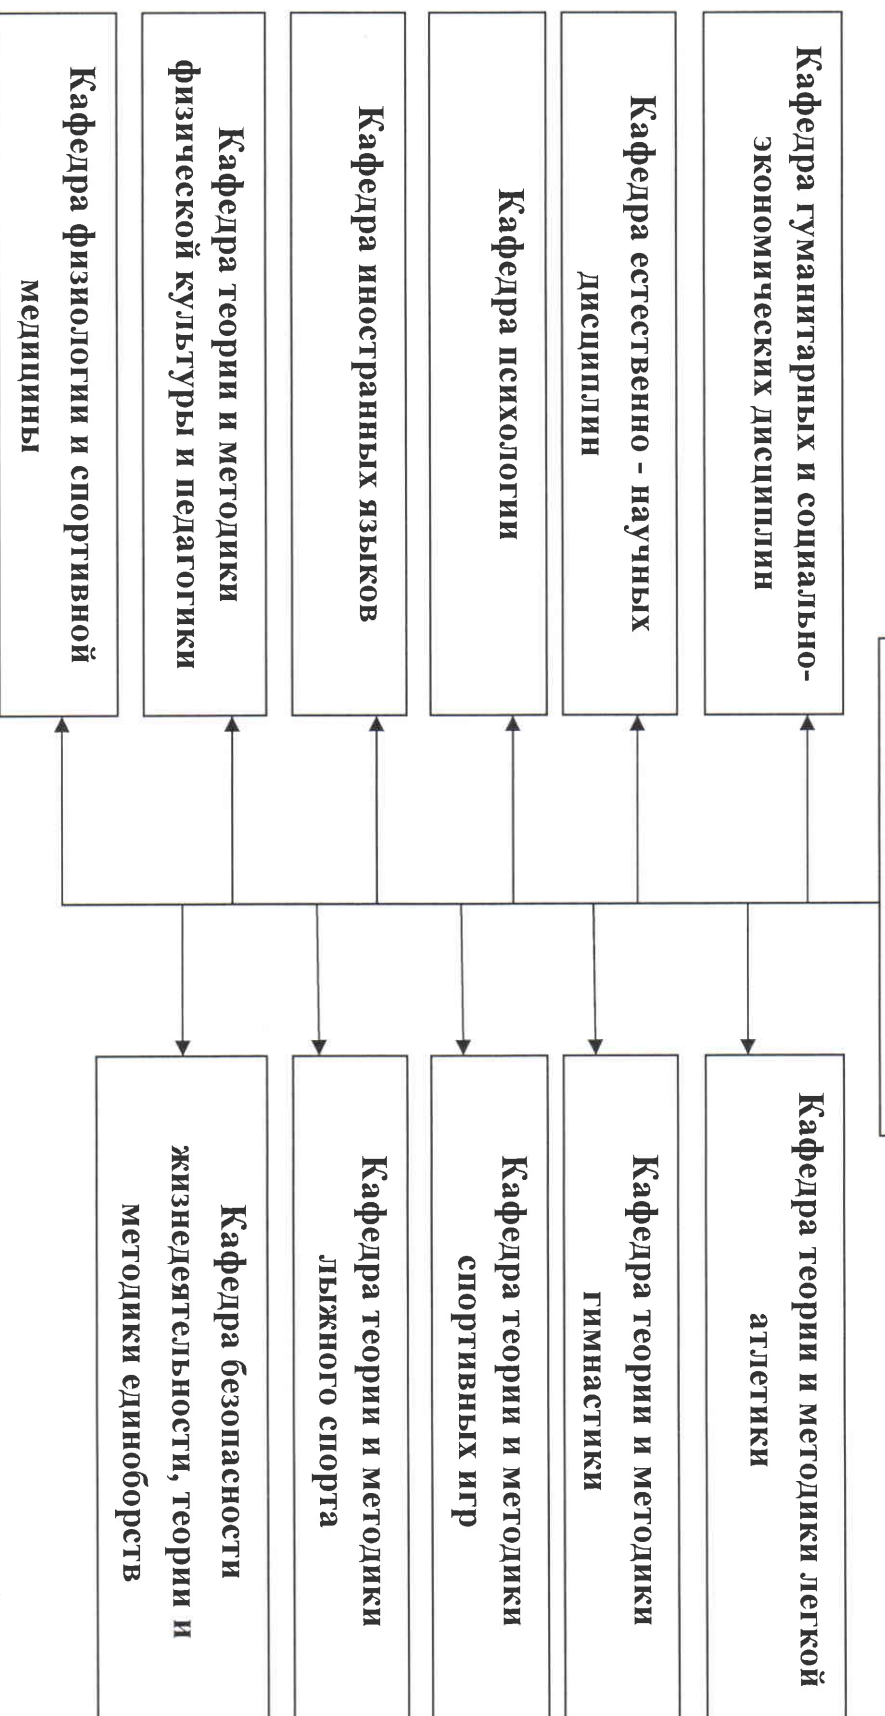 Кафедра гуманитарных и социально-
экономических дисциплин
Кафедра естественно - научных
дисциплин
Кафедра психологии
Кафедра иностранных языков
Кафедра теории и методики
физической культуры и педагогики
Кафедра физиологии и спортивной
медицины
Кафедра теории и методики легкой
атлетики
Кафедра теории и методики
гимнастики
Кафедра теории и методики
спортивных игр
Кафедра теории и методики
лыжного спорта
Кафедра безопасности
жизнедеятельности, теории и
методики единоборств